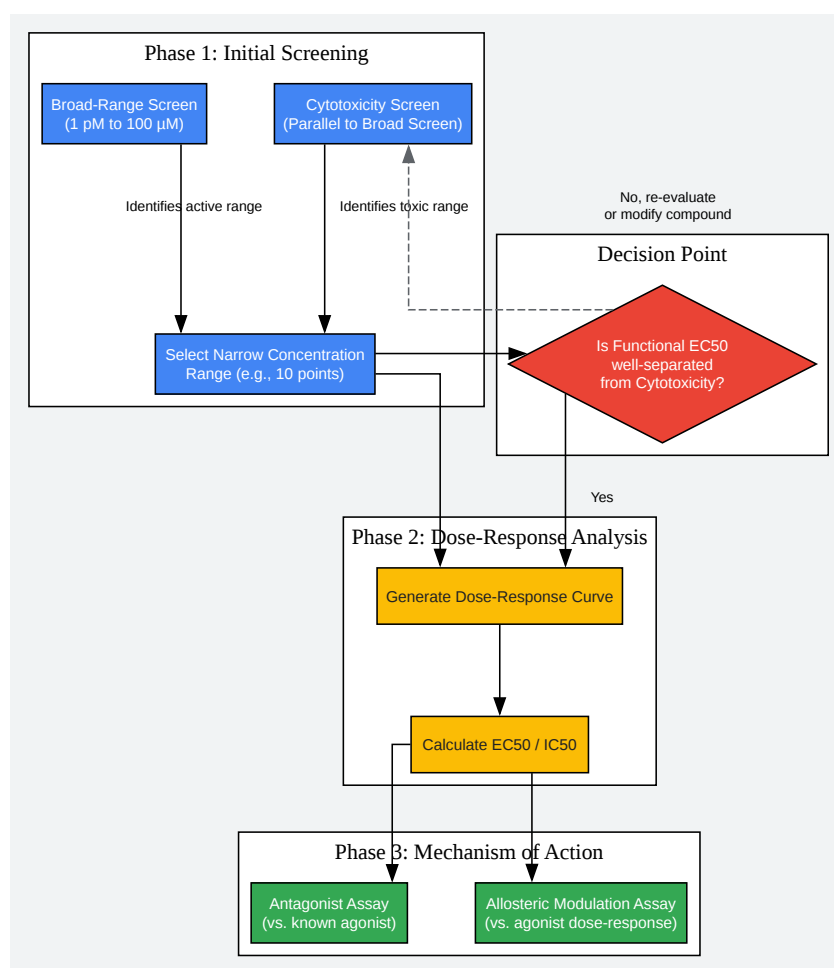 Phase 1: Initial Screening
Broad-Range Screen
(1 pM to 100 µM)
Cytotoxicity Screen
(Parallel to Broad Screen)
Identifies active range
Identifies toxic range
No, re-evaluate
or modify compound
Decision Point
Is Functional EC50
well-separated
from Cytotoxicity?
Select Narrow Concentration
Range (e.g., 10 points)
Yes
Phase 2: Dose-Response Analysis
Generate Dose-Response Curve
Calculate EC50 / IC50
Phase 3: Mechanism of Action
Antagonist Assay
(vs. known agonist)
Allosteric Modulation Assay
(vs. agonist dose-response)